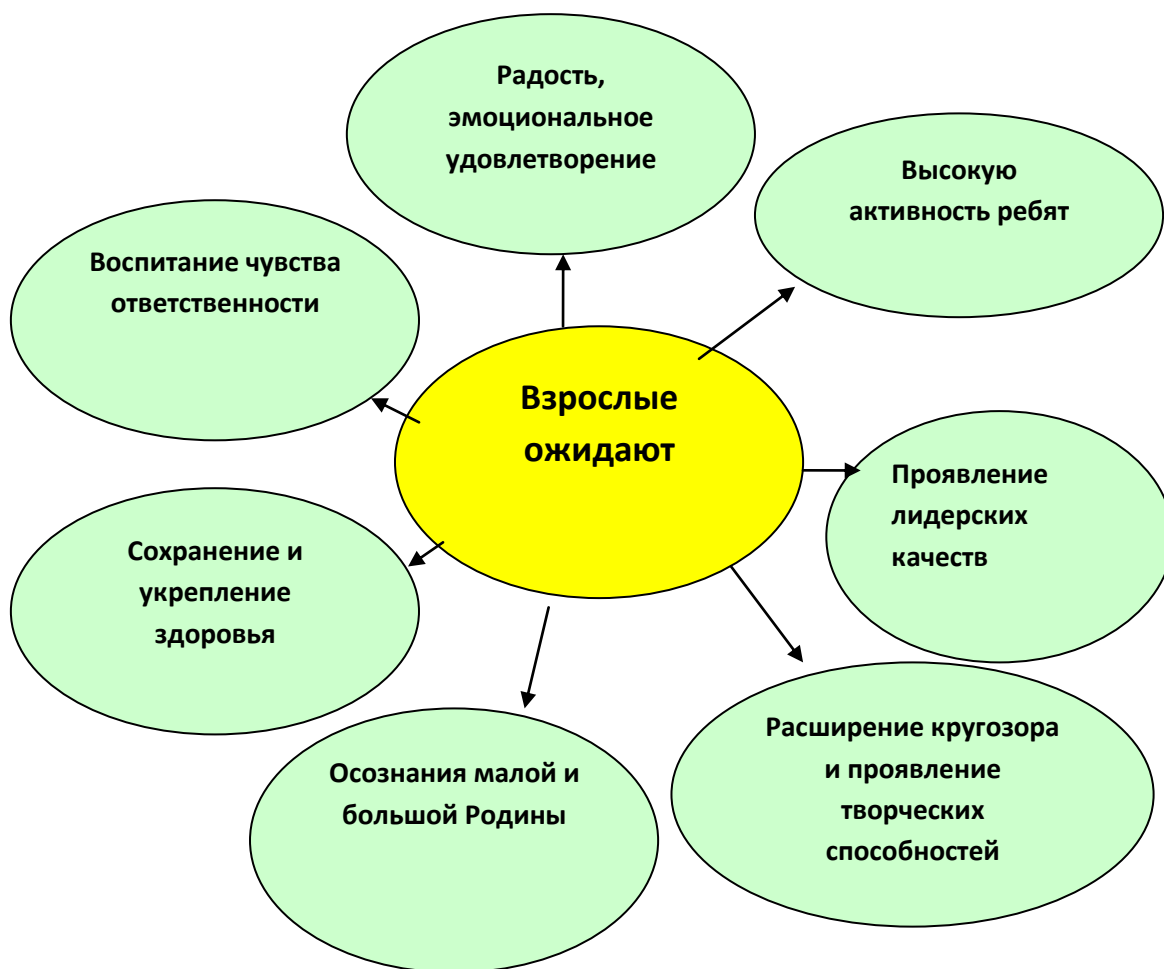 Радость,
эмоциональное
удовлетворение
Высокую
активность ребят
Воспитание чувства
ответственности
Взрослые
ожидают
Проявление
лидерских
качеств
Сохранение и
укрепление
здоровья
Расширение кругозора
и проявление
творческих
способностей
Осознания малой и
большой Родины